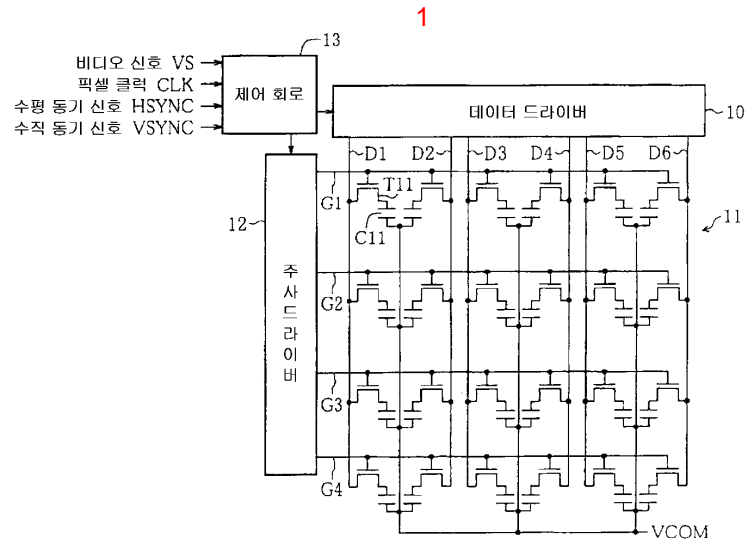 1
13
비디오 신호 VS
픽셀 클럭 CLK
수평 동기 신호 HSYNC
수직 동기 신호 VSYNC
제어 회로
데이터 드라이버
10
D1
D2
D3
D4
D5
D6
T11
G1
C11
11
12
주사드라이버
G2
G3
G4
VCOM